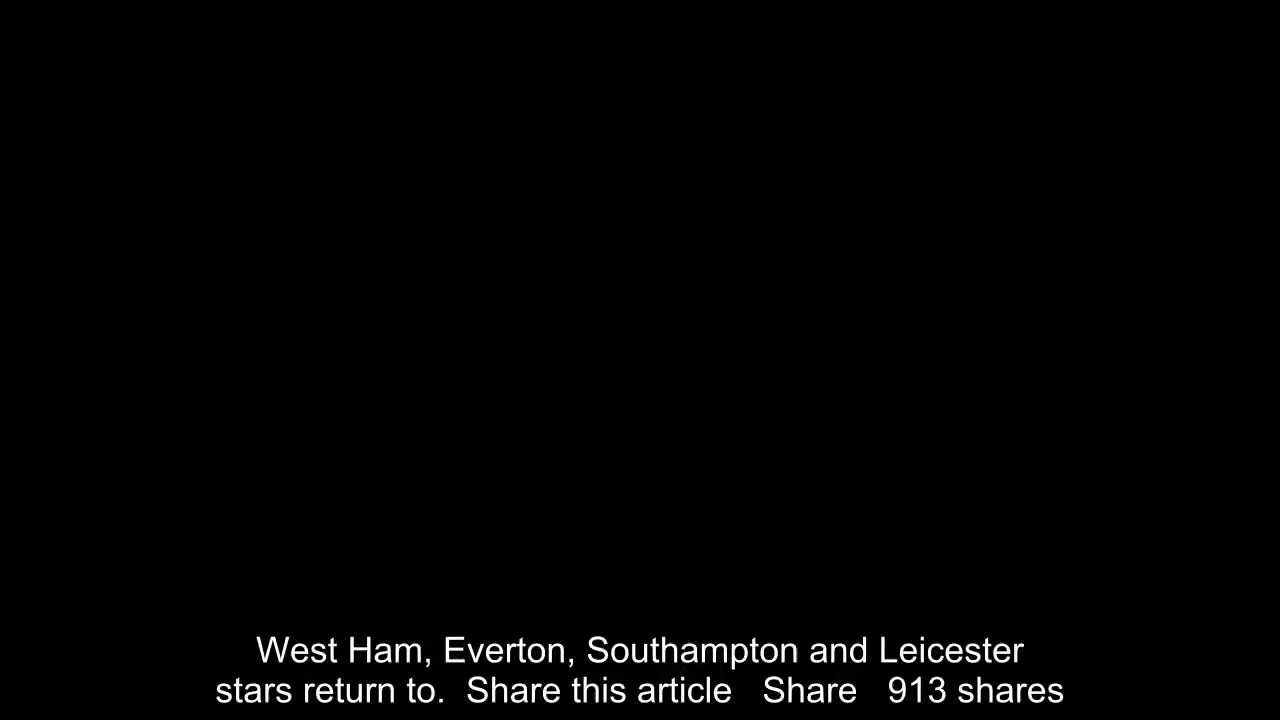 West Ham, Everton, Southampton and Leicester
stars return to.  Share this article   Share   913 shares